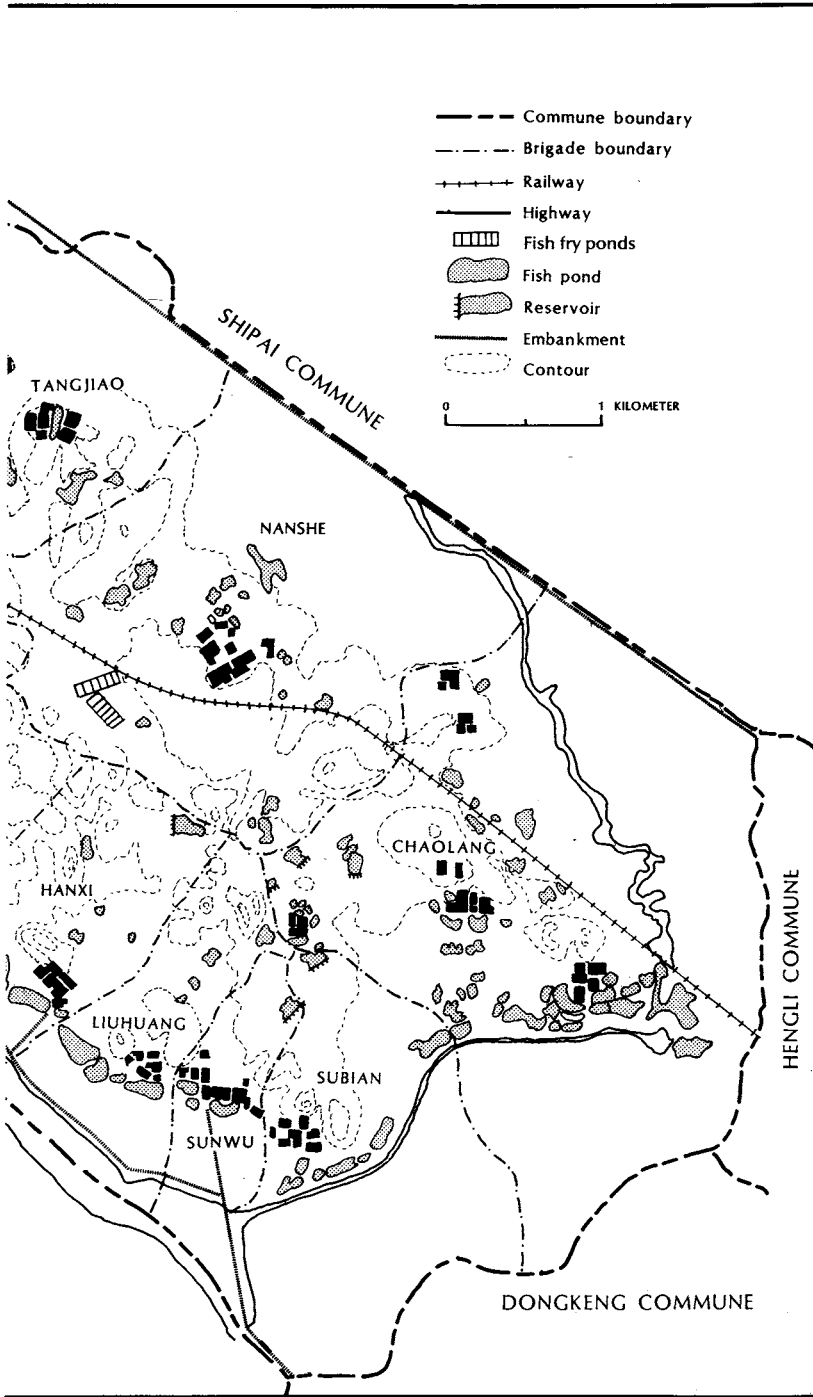 Commune boundary
Brigade boundary
Railway
Highway
Fish fry ponds
Fish pond
Reservoir
Embankment
Contour
0 1 KILOMETER
SHIPAI COMMUNE
TANGJIAO
NANSHE
CHAOLANG
HANXI
HENGLI COMMUNE
LIUHUANG
SUBIAN
SUNWU
DONGKENG COMMUNE